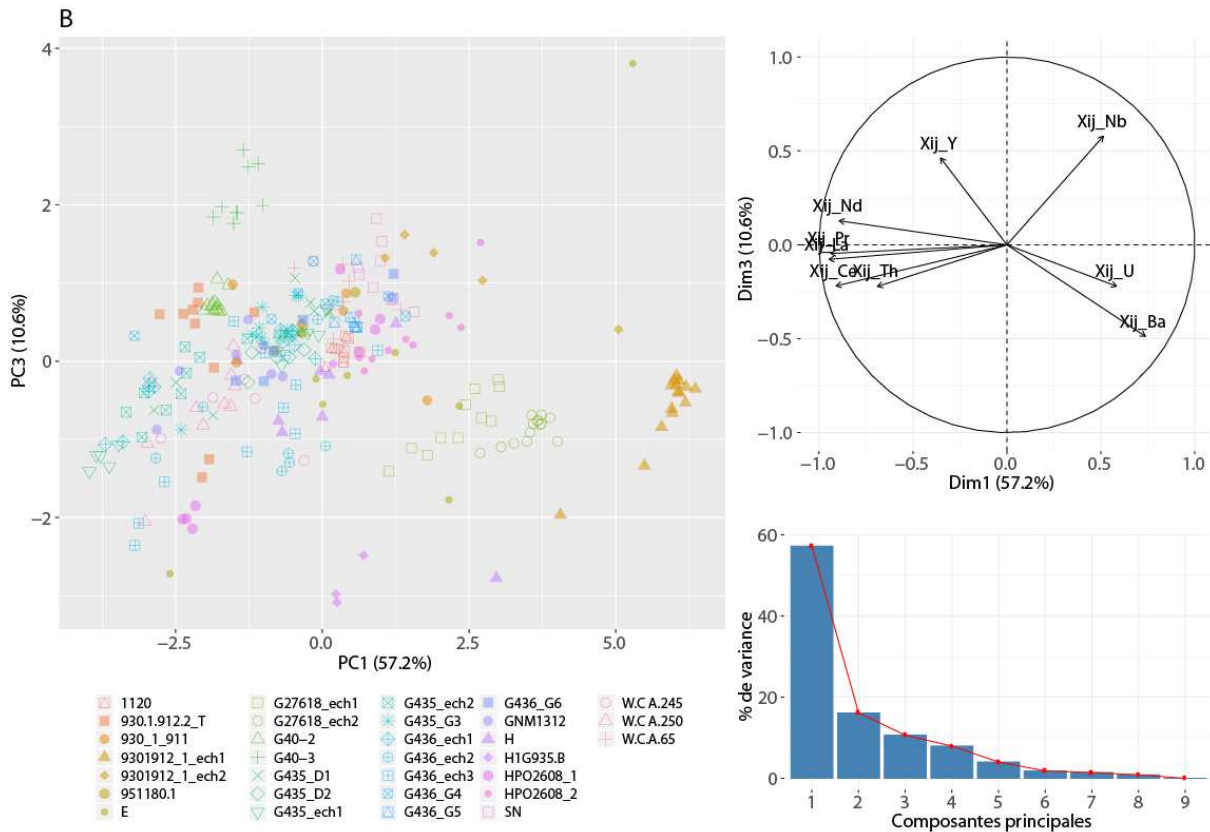 B
4
2
0
−2
PC3 (10.6%)
−2.5
0.0
2.5
5.0
PC1 (57.2%)
1.0
0.5
0.0
−0.5
−1.0
Dim3 (10.6%)
Xij_Nb
Xij_Y
Xij_Nd
Xij_Pr
Xij_La
Xij_Ce
Xij_Th
Xij_U
Xij_Ba
−1.0
−0.5
0.0
0.5
1.0
Dim1 (57.2%)
60
40
20
0
% de variance
1 2 3 4 5 6 7 8 9
Composantes principales
1120
930.1.912.2_T
930_1_911
9301912_1_ech1
9301912_1_ech2
951180.1
E
G27618_ech1
G27618_ech2
G40−2
G40−3
G435_D1
G435_D2
G435_ech1
G435_ech2
G435_G3
G436_ech1
G436_ech2
G436_ech3
G436_G4
G436_G5
G436_G6
GNM1312
H
H1G935.B
HPO2608_1
HPO2608_2
SN
W.C A.245
W.C A.250
W.C.A.65